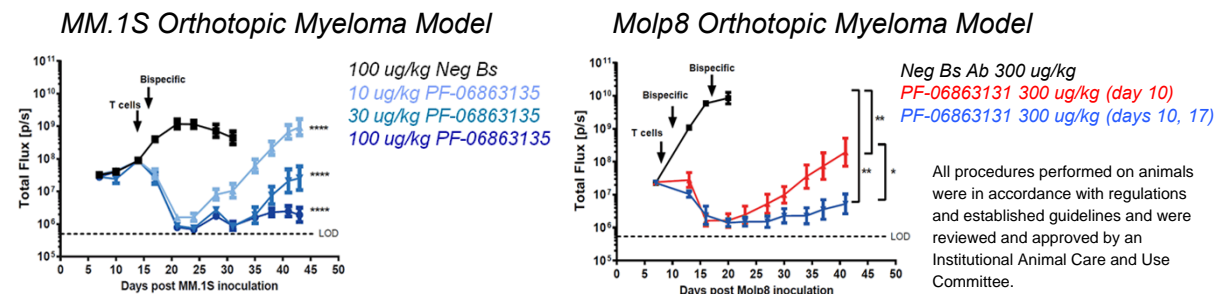 MM.1S Orthotopic Myeloma Model
Total Flux [p/s]
10¹¹
10¹⁰
10⁹
10⁸
10⁷
10⁶
10⁵
Bispecific
T cells
****
****
****
LOD
0 5 10 15 20 25 30 35 40 45 50
Days post MM.1S inoculation
100 ug/kg Neg Bs
10 ug/kg PF-06863135
30 ug/kg PF-06863135
100 ug/kg PF-06863135
Molp8 Orthotopic Myeloma Model
Total Flux [p/s]
10¹¹
10¹⁰
10⁹
10⁸
10⁷
10⁶
10⁵
Bispecific
Bispecific
T cells
**
**
*
LOD
0 5 10 15 20 25 30 35 40 45 50
Days post Molp8 inoculation
Neg Bs Ab 300 ug/kg
PF-06863131 300 ug/kg (day 10)
PF-06863131 300 ug/kg (days 10, 17)
All procedures performed on animals
were in accordance with regulations
and established guidelines and were
reviewed and approved by an
Institutional Animal Care and Use
Committee.